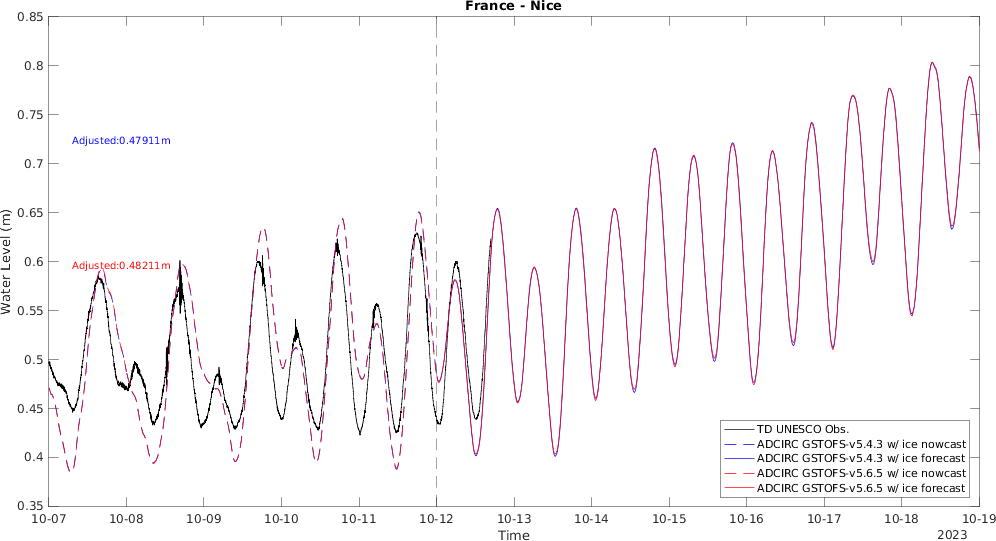 France - Nice
0.85
0.8
0.75
0.7
0.65
0.6
0.55
0.5
0.45
0.4
0.35
Water Level (m)
Adjusted:0.47911m
Adjusted:0.48211m
TD UNESCO Obs.
ADCIRC GSTOFS-v5.4.3 w/ ice nowcast
ADCIRC GSTOFS-v5.4.3 w/ ice forecast
ADCIRC GSTOFS-v5.6.5 w/ ice nowcast
ADCIRC GSTOFS-v5.6.5 w/ ice forecast
10-07 10-08 10-09 10-10 10-11 10-12 10-13 10-14 10-15 10-16 10-17 10-18 10-19
Time
2023